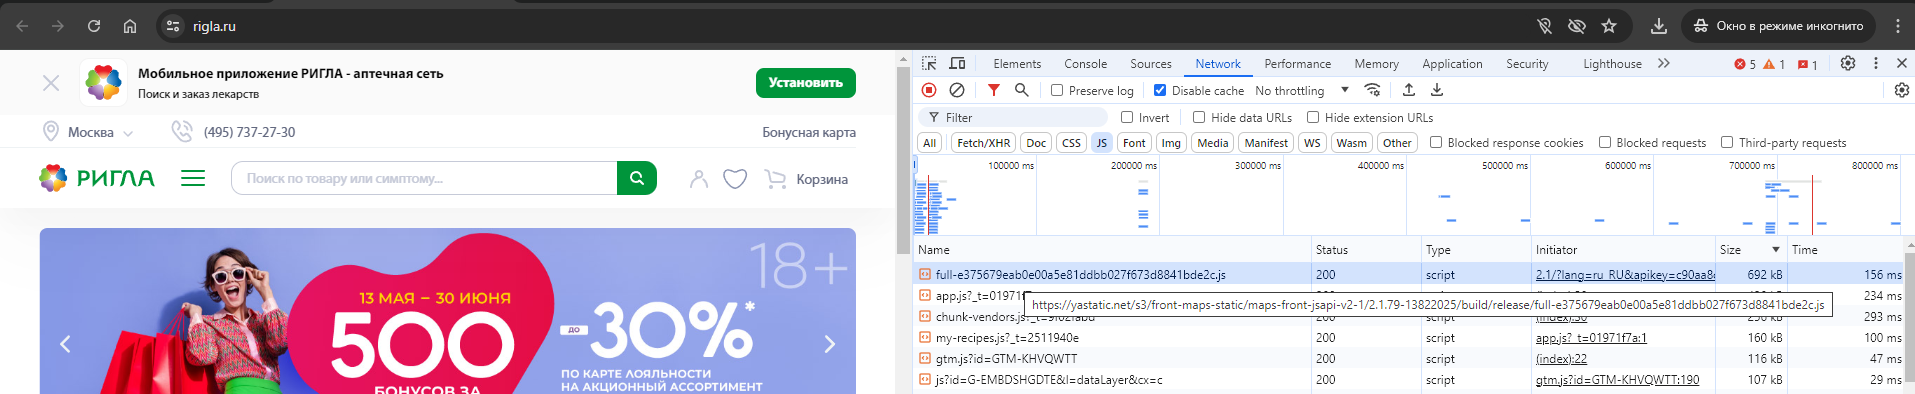 rigla.ru
Окно в режиме инкогнито
Мобильное приложение РИГЛА - аптечная сеть
Поиск и заказ лекарств
Установить
Москва
(495) 737-27-30
Бонусная карта
РИГЛА
Поиск по товару или симптому...
Корзина
18+
13 МАЯ – 30 ИЮНЯ
500
БОНУСОВ ЗА
ДО
-30%*
ПО КАРТЕ ЛОЯЛЬНОСТИ
НА АКЦИОННЫЙ АССОРТИМЕНТ
Elements Console Sources Network Performance Memory Application Security Lighthouse 5 1 1
Preserve log Disable cache No throttling
Filter Invert Hide data URLs Hide extension URLs
All Fetch/XHR Doc CSS JS Font Img Media Manifest WS Wasm Other Blocked response cookies Blocked requests Third-party requests
100000 ms 200000 ms 300000 ms 400000 ms 500000 ms 600000 ms 700000 ms 800000 ms
Name Status Type Initiator Size Time
full-e375679eab0e00a5e81ddbb027f673d8841bde2c.js 200 script 2.1/?lang=ru_RU&apikey=c90aa8 692 kB 156 ms
app.js?_t=01971f7 234 ms
https://yastatic.net/s3/front-maps-static/maps-front-jsapi-v2-1/2.1.79-13822025/build/release/full-e375679eab0e00a5e81ddbb027f673d8841bde2c.js
chunk-vendors.js?_t=9f02fabd 200 script (index):30 290 kB 293 ms
my-recipes.js?_t=2511940e 200 script app.js?_t=01971f7a:1 160 kB 100 ms
gtm.js?id=GTM-KHVQWTT 200 script (index):22 116 kB 47 ms
js?id=G-EMBDSHGDTE&l=dataLayer&cx=c 200 script gtm.js?id=GTM-KHVQWTT:190 107 kB 29 ms